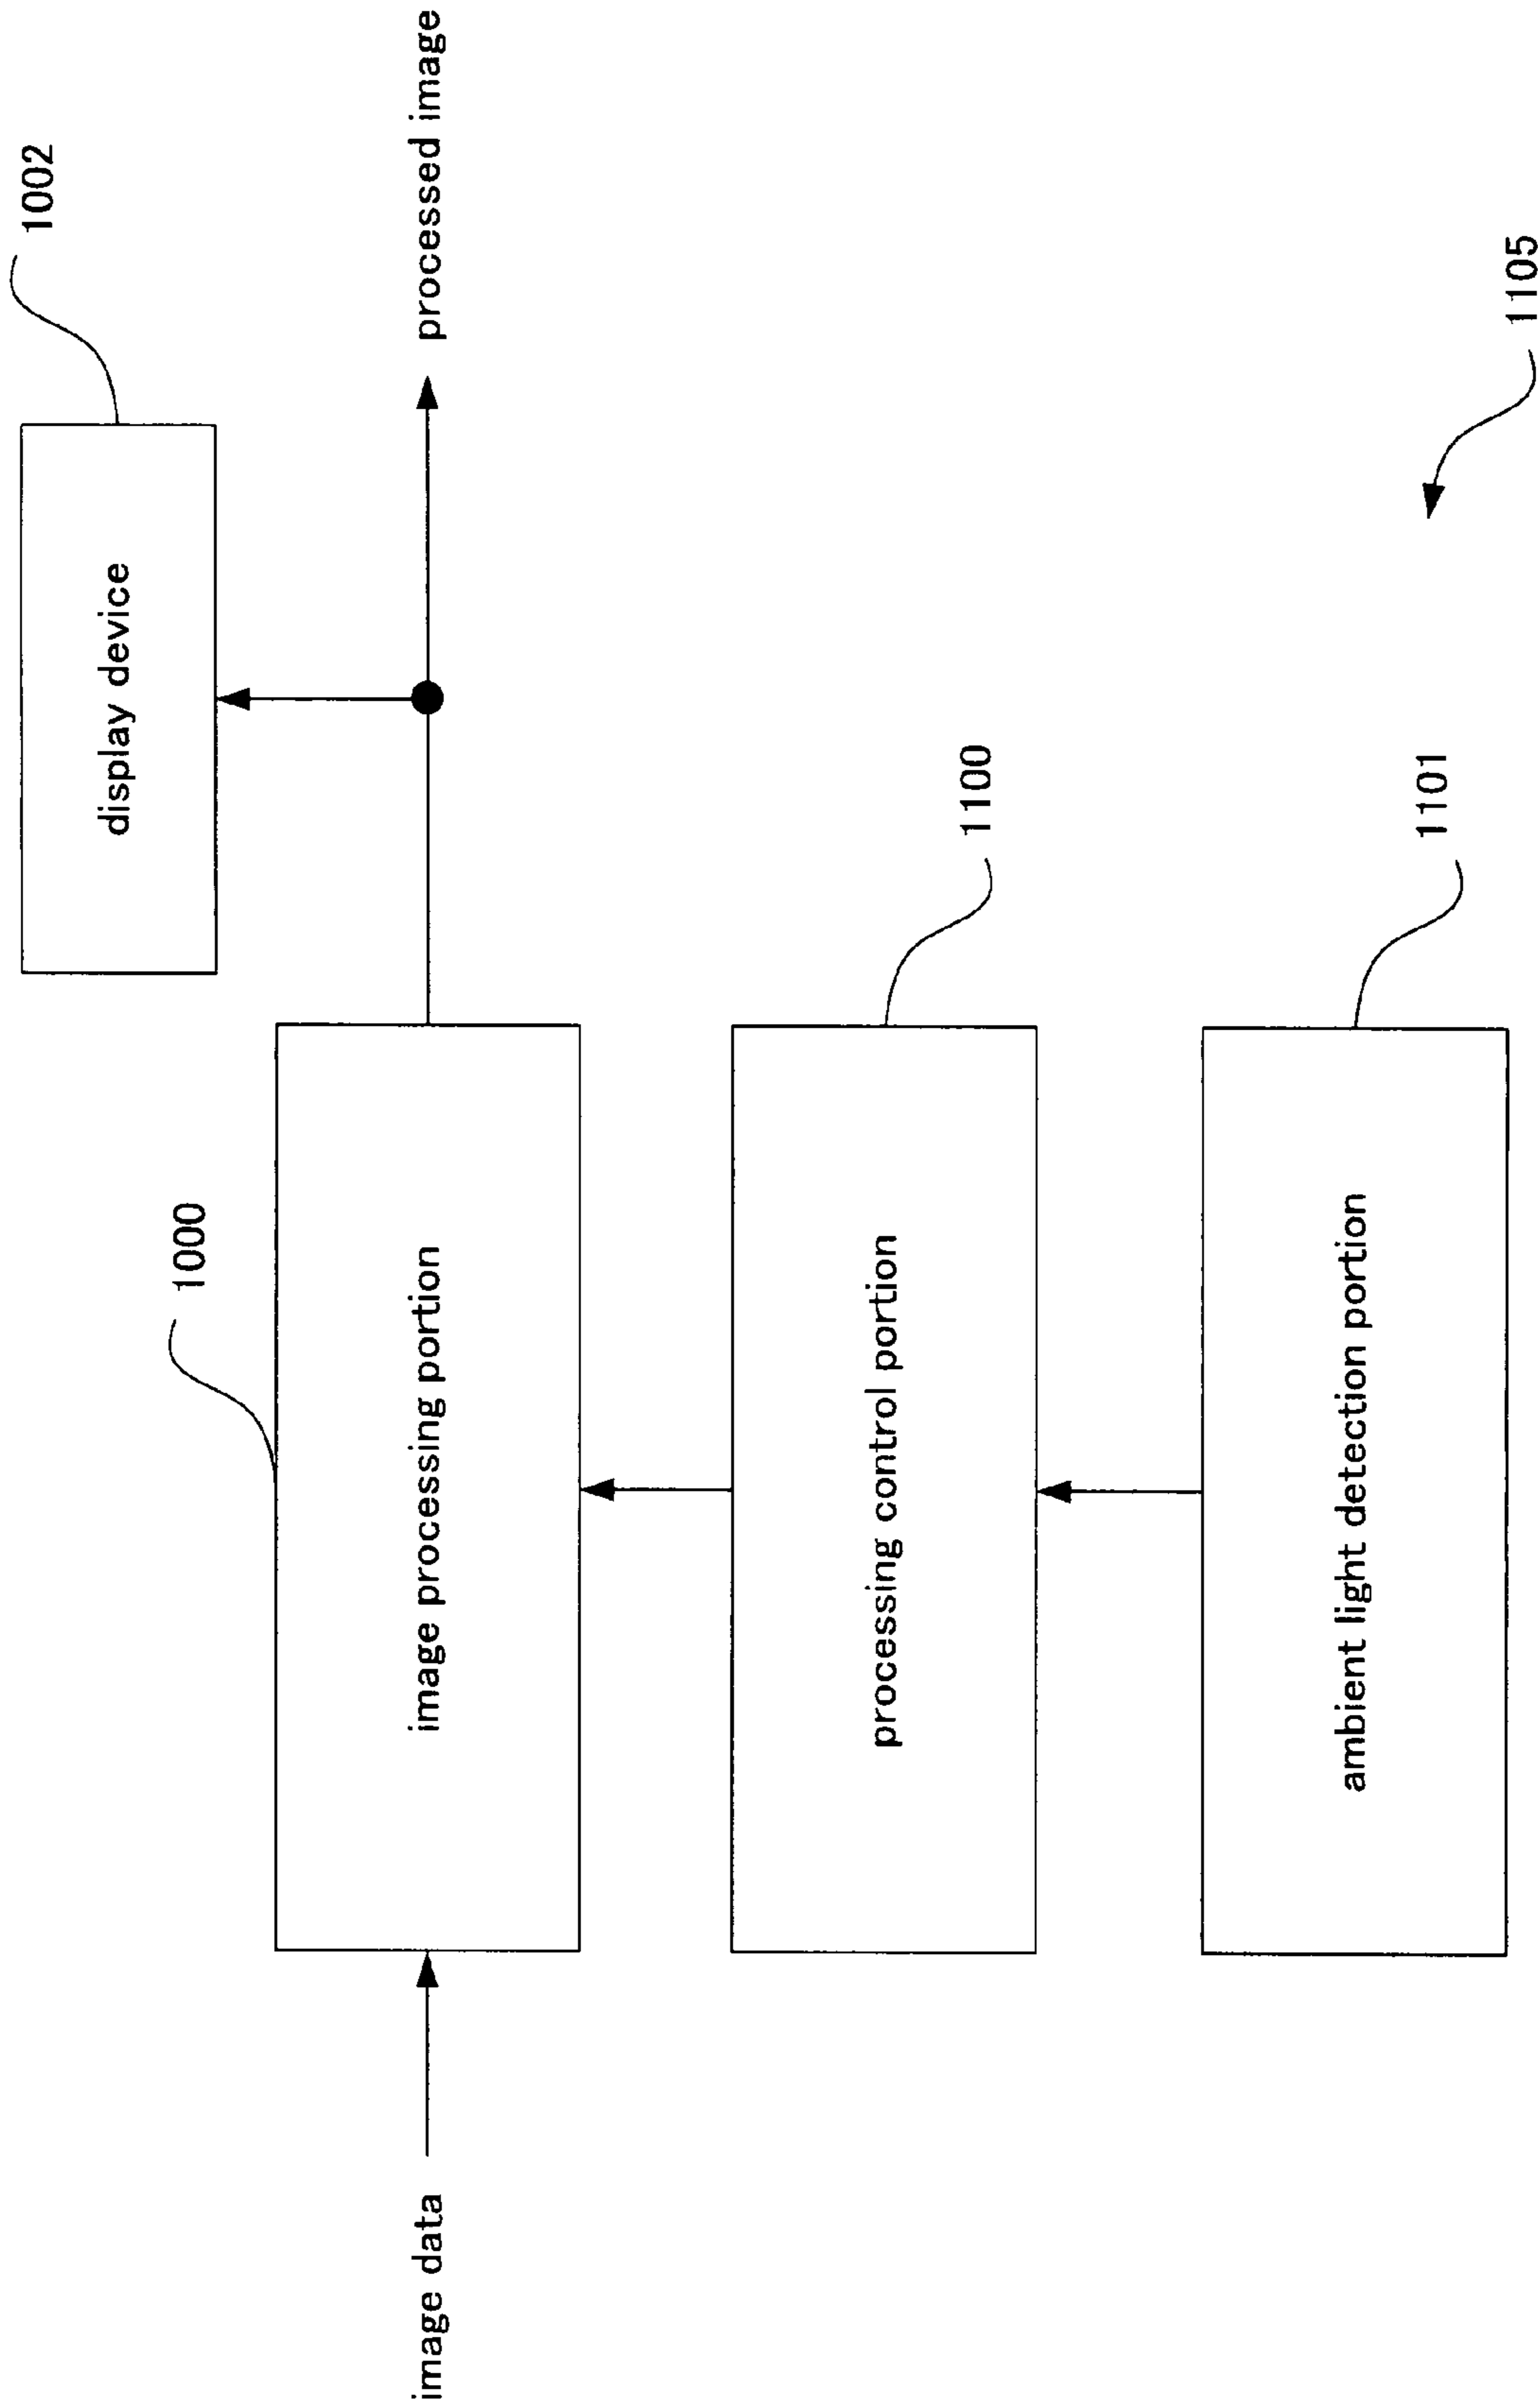 1002
display device
processed image
1000
image data
image processing portion
1100
processing control portion
1101
ambient light detection portion
1105